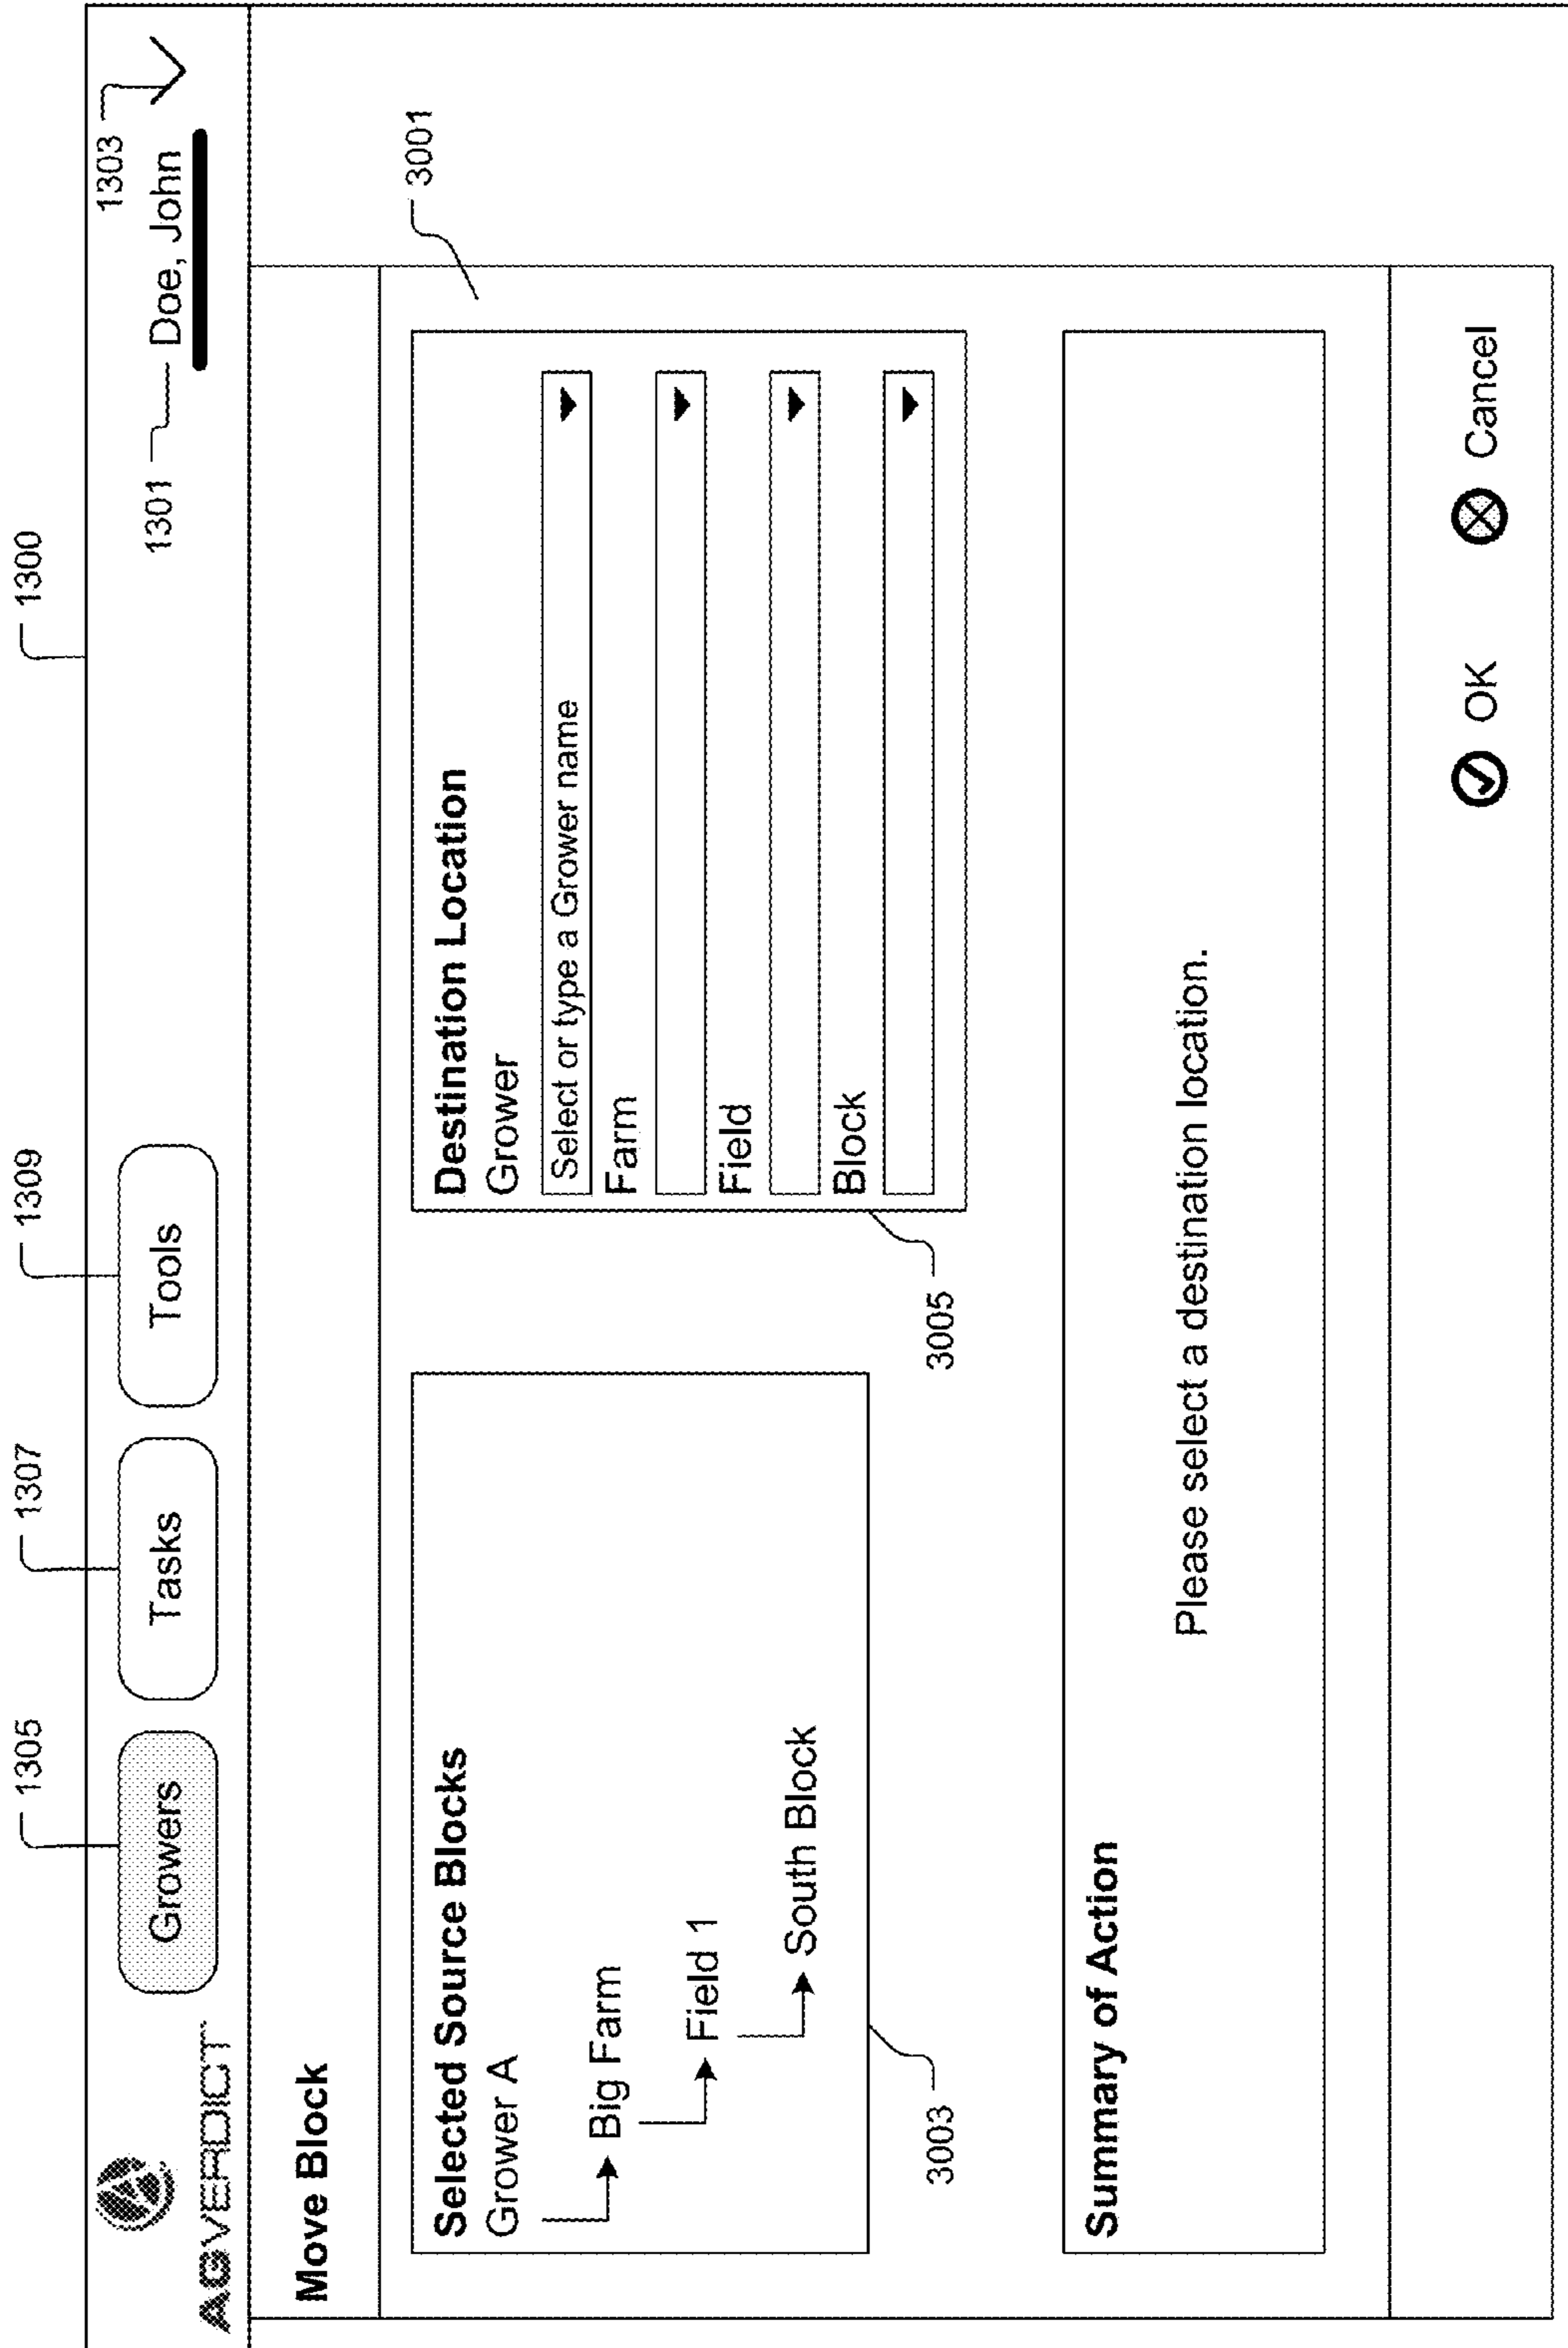 1300
1305
1307
1309
1303
Growers
Tasks
Tools
1301
Doe, John
AGVERDICT
Move Block
3001
Selected Source Blocks
Grower A
Big Farm
Field 1
South Block
3003
Destination Location
Grower
Select or type a Grower name
Farm
Field
Block
3005
Summary of Action
Please select a destination location.
OK
Cancel